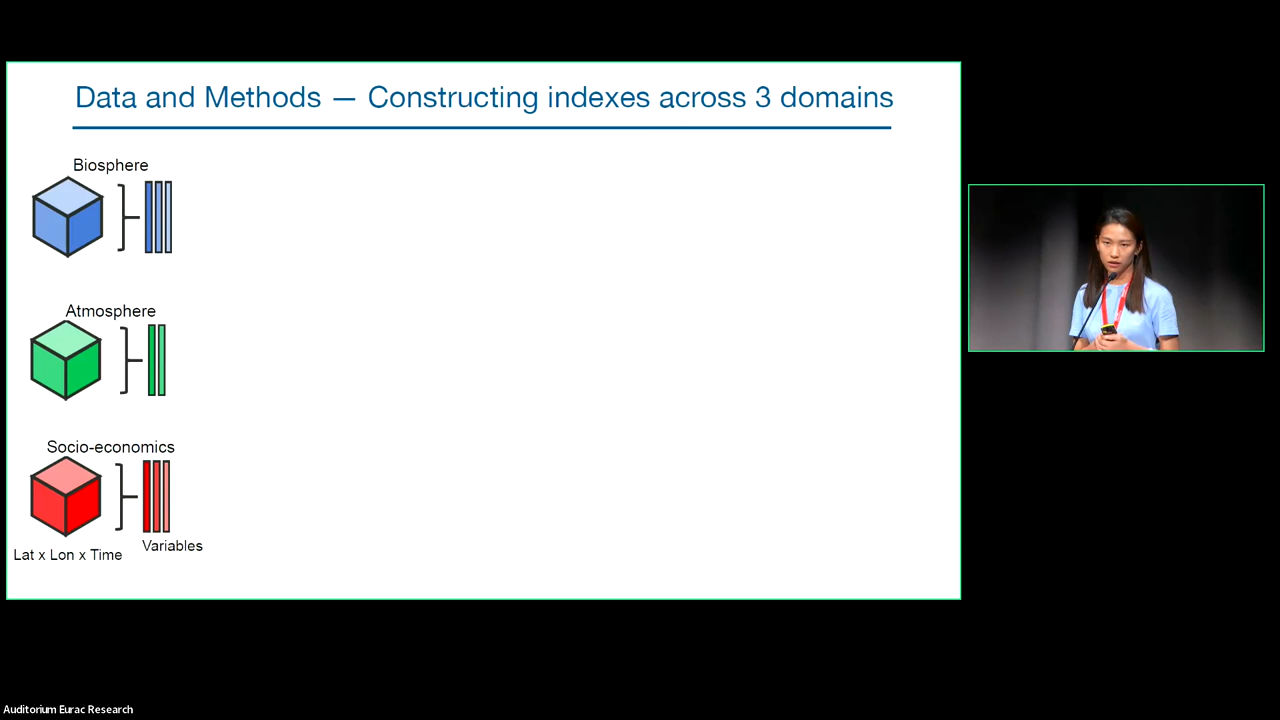 Data and Methods — Constructing indexes across 3 domains
Biosphere
Atmosphere
Socio-economics
Variables
Lat x Lon x Time
Auditorium Eurac Research